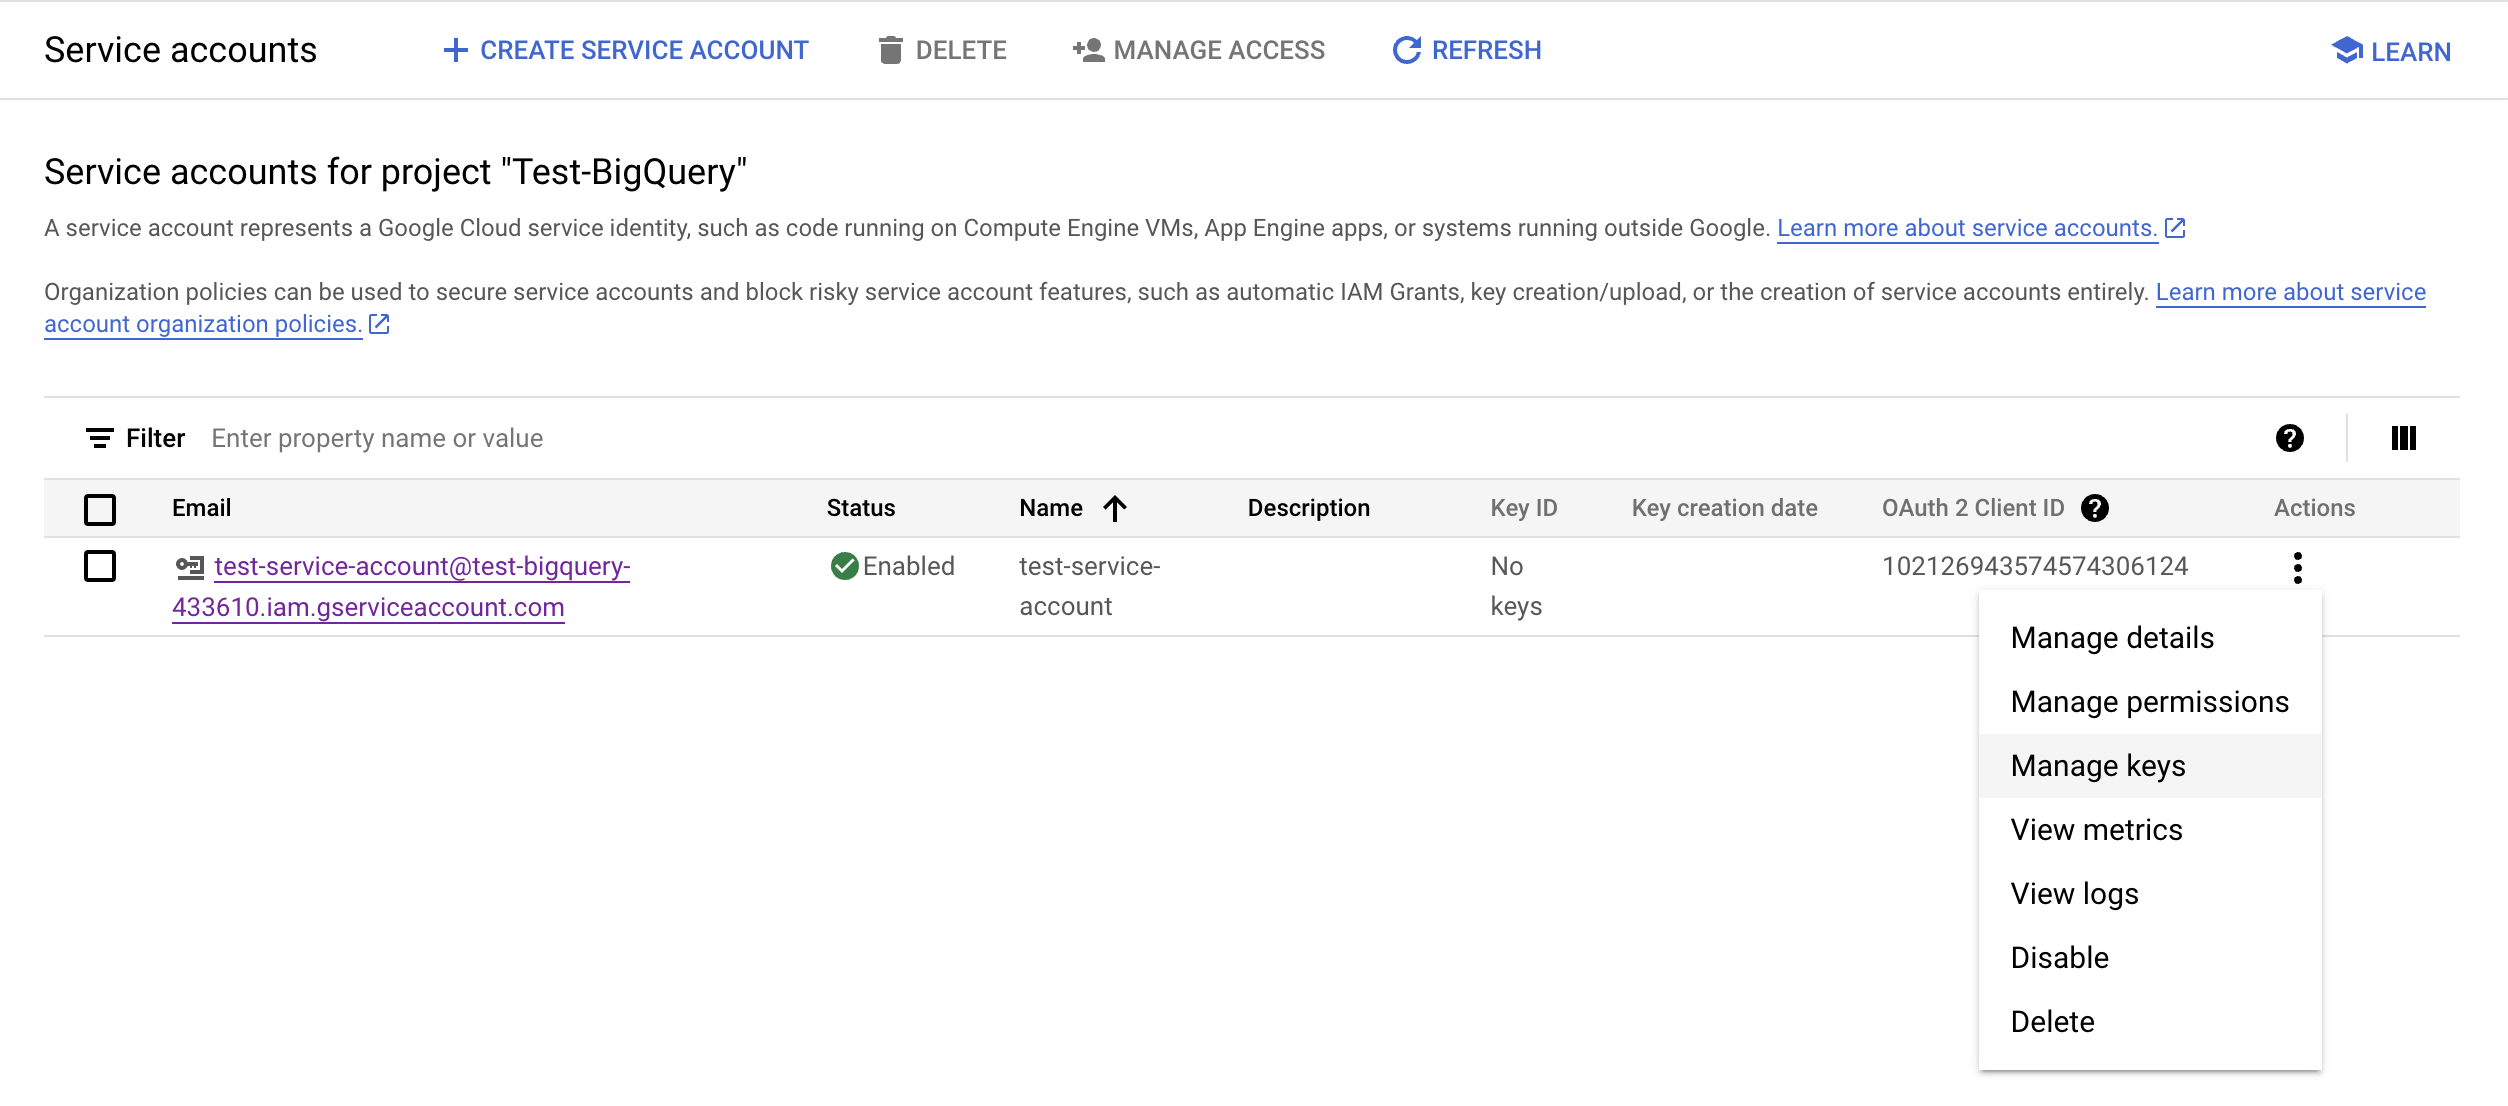 Service accounts
CREATE SERVICE ACCOUNT
DELETE
MANAGE ACCESS
REFRESH
LEARN
Service accounts for project "Test-BigQuery"
A service account represents a Google Cloud service identity, such as code running on Compute Engine VMs, App Engine apps, or systems running outside Google. Learn more about service accounts.
Organization policies can be used to secure service accounts and block risky service account features, such as automatic IAM Grants, key creation/upload, or the creation of service accounts entirely. Learn more about service
account organization policies.
Filter Enter property name or value
Email Status Name Description Key ID Key creation date OAuth 2 Client ID Actions
test-service-account@test-bigquery- Enabled test-service- No 102126943574574306124
433610.iam.gserviceaccount.com account keys
Manage details
Manage permissions
Manage keys
View metrics
View logs
Disable
Delete